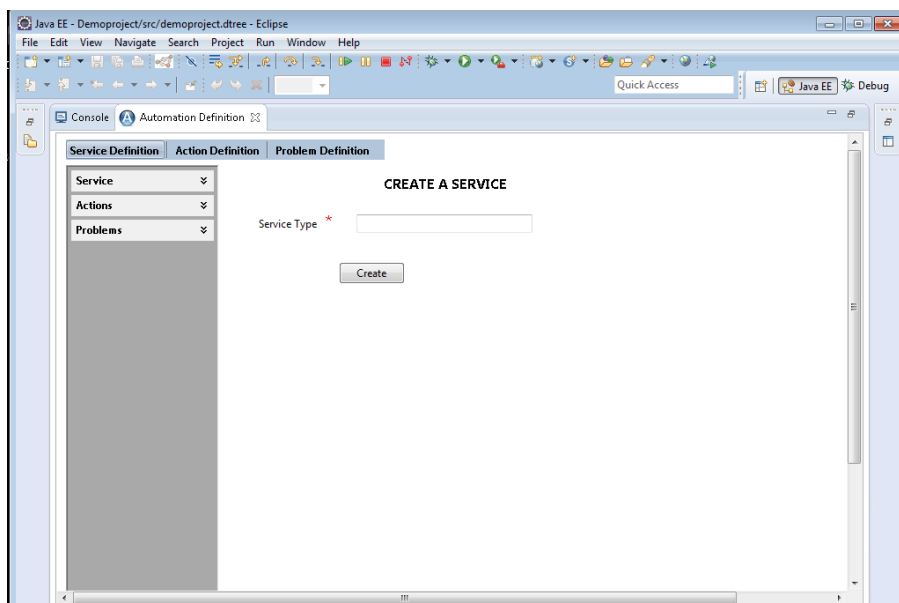 Java EE - Demoproject/src/demoproject.dtree - Eclipse
File Edit View Navigate Search Project Run Window Help
Quick Access Java EE Debug
Console Automation Definition
Service Definition Action Definition Problem Definition
Service
CREATE A SERVICE
Actions
Service Type *
Problems
Create